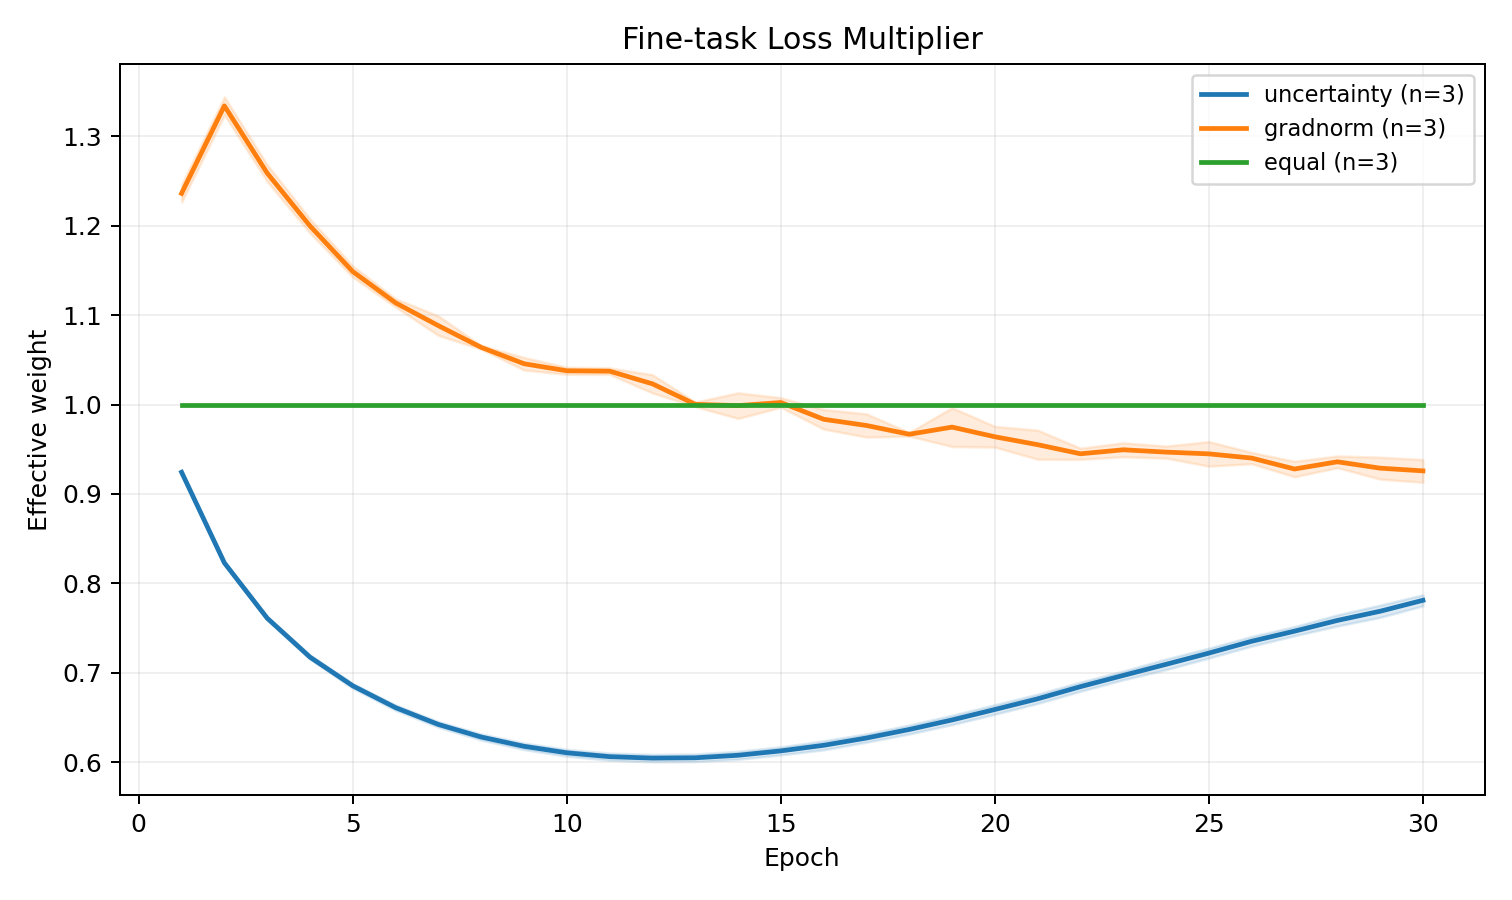 Fine-task Loss Multiplier
uncertainty (n=3)
gradnorm (n=3)
equal (n=3)
Effective weight
1.3
1.2
1.1
1.0
0.9
0.8
0.7
0.6
0
5
10
15
20
25
30
Epoch